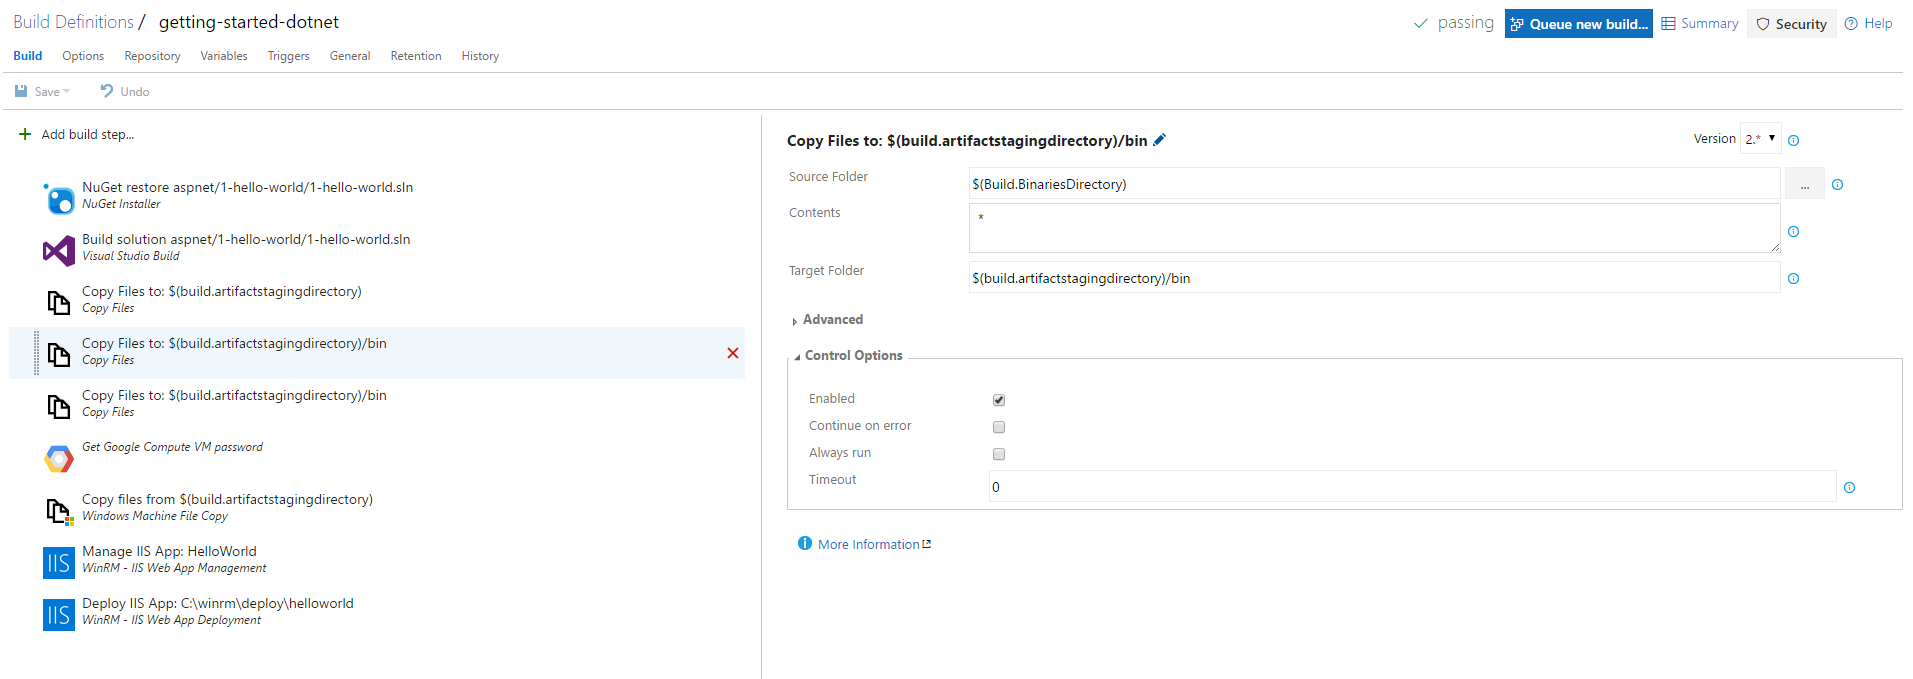 Build Definitions / getting-started-dotnet
passing
Queue new build...
Summary
Security
Help
Build Options Repository Variables Triggers General Retention History
Save Undo
Add build step...
NuGet restore aspnet/1-hello-world/1-hello-world.sln
NuGet Installer
Build solution aspnet/1-hello-world/1-hello-world.sln
Visual Studio Build
Copy Files to: $(build.artifactstagingdirectory)
Copy Files
Copy Files to: $(build.artifactstagingdirectory)/bin
Copy Files
Copy Files to: $(build.artifactstagingdirectory)/bin
Copy Files
Get Google Compute VM password
Copy files from $(build.artifactstagingdirectory)
Windows Machine File Copy
IIS
Manage IIS App: HelloWorld
WinRM - IIS Web App Management
IIS
Deploy IIS App: C:\winrm\deploy\helloworld
WinRM - IIS Web App Deployment
Copy Files to: $(build.artifactstagingdirectory)/bin
Version 2.*
Source Folder
$(Build.BinariesDirectory)
...
Contents
*
Target Folder
$(build.artifactstagingdirectory)/bin
Advanced
Control Options
Enabled
Continue on error
Always run
Timeout
0
More Information